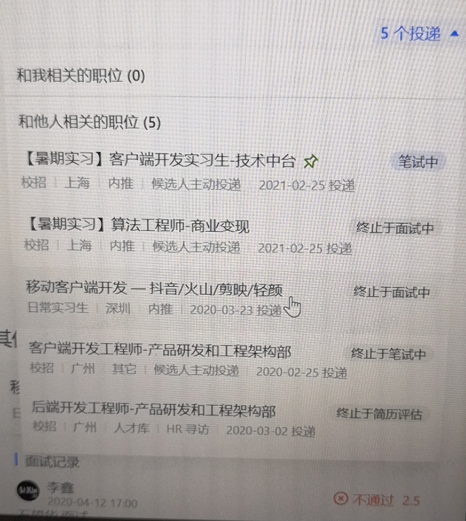 5 个投递
和我相关的职位 (0)
和他人相关的职位 (5)
【暑期实习】客户端开发实习生-技术中台
笔试中
校招 上海 内推 候选人主动投递 2021-02-25 投递
【暑期实习】算法工程师-商业变现
终止于面试中
校招 上海 内推 候选人主动投递 2021-02-25 投递
移动客户端开发 — 抖音/火山/剪映/轻颜
终止于面试中
日常实习生 深圳 内推 2020-03-23 投递
客户端开发工程师-产品研发和工程架构部
终止于笔试中
校招 广州 其它 候选人主动投递 2020-02-25 投递
后端开发工程师-产品研发和工程架构部
终止于简历评估
校招 广州 人才库 HR 寻访 2020-03-02 投递
面试记录
李鑫
2020-04-12 17:00
不通过 2.5